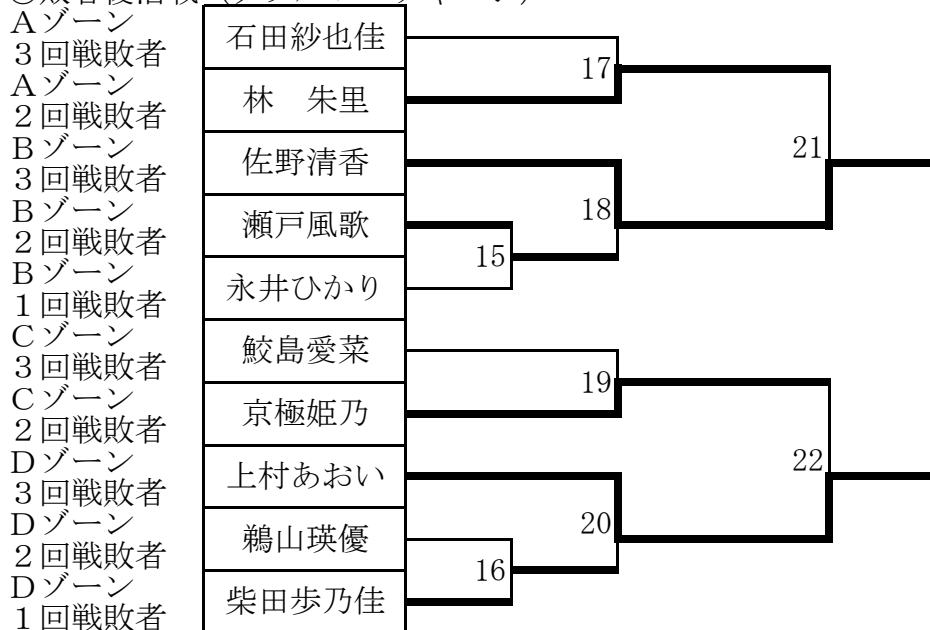 Aゾーン
3回戦敗者
石田紗也佳
17
Aゾーン
2回戦敗者
林　朱里
Bゾーン
3回戦敗者
佐野清香
21
Bゾーン
2回戦敗者
瀬戸風歌
18
15
Bゾーン
1回戦敗者
永井ひかり
Cゾーン
3回戦敗者
鮫島愛菜
19
Cゾーン
2回戦敗者
京極姫乃
Dゾーン
3回戦敗者
上村あおい
22
Dゾーン
2回戦敗者
鵜山瑛優
20
16
Dゾーン
1回戦敗者
柴田歩乃佳